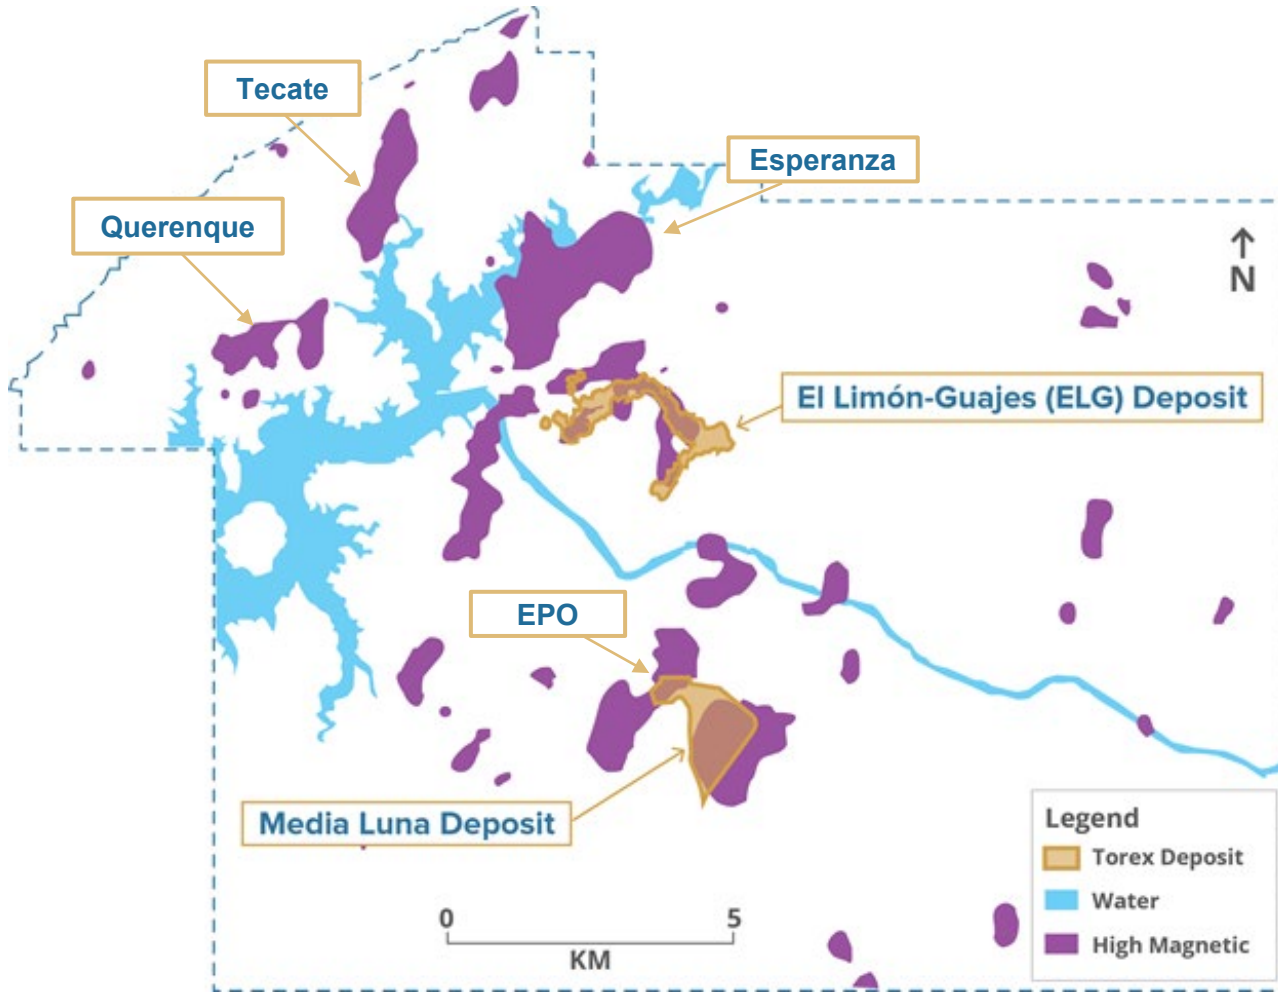 Tecate
Esperanza
Querenque
N
El Limón-Guajes (ELG) Deposit
EPO
Media Luna Deposit
0 5
KM
Legend
Torex Deposit
Water
High Magnetic